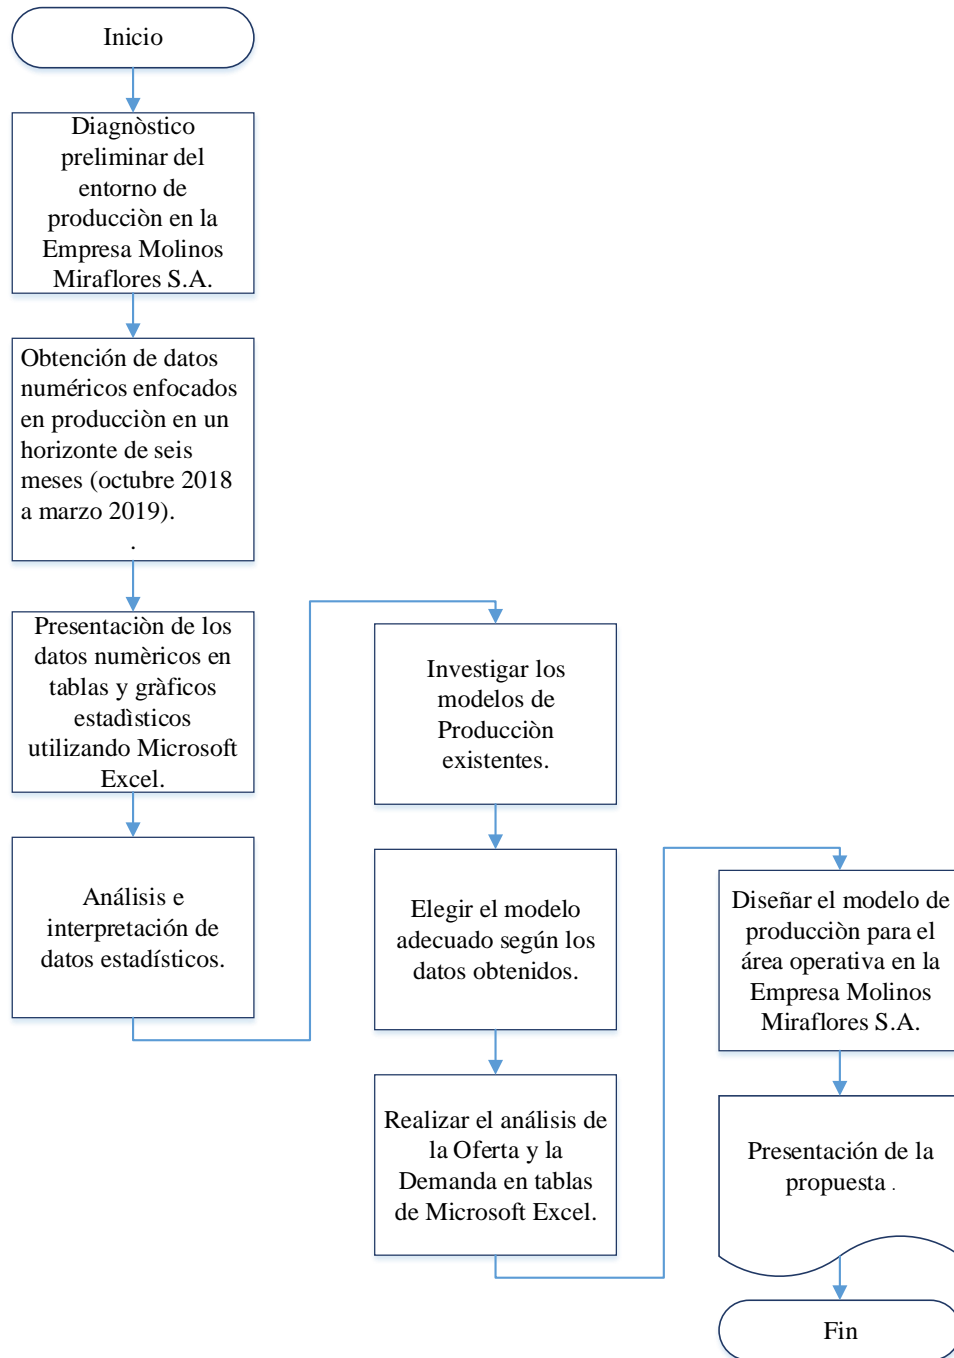 Inicio
Diagnòstico
preliminar del
entorno de
producciòn en la
Empresa Molinos
Miraflores S.A.
Obtención de datos
numéricos enfocados
en producciòn en un
horizonte de seis
meses (octubre 2018
a marzo 2019).
.
Presentaciòn de los
datos numèricos en
tablas y gràficos
estadìsticos
utilizando Microsoft
Excel.
Análisis e
interpretación de
datos estadísticos.
Investigar los
modelos de
Producciòn
existentes.
Elegir el modelo
adecuado según los
datos obtenidos.
Realizar el análisis de
la Oferta y la
Demanda en tablas
de Microsoft Excel.
Diseñar el modelo de
producciòn para el
área operativa en la
Empresa Molinos
Miraflores S.A.
Presentación de la
propuesta .
Fin